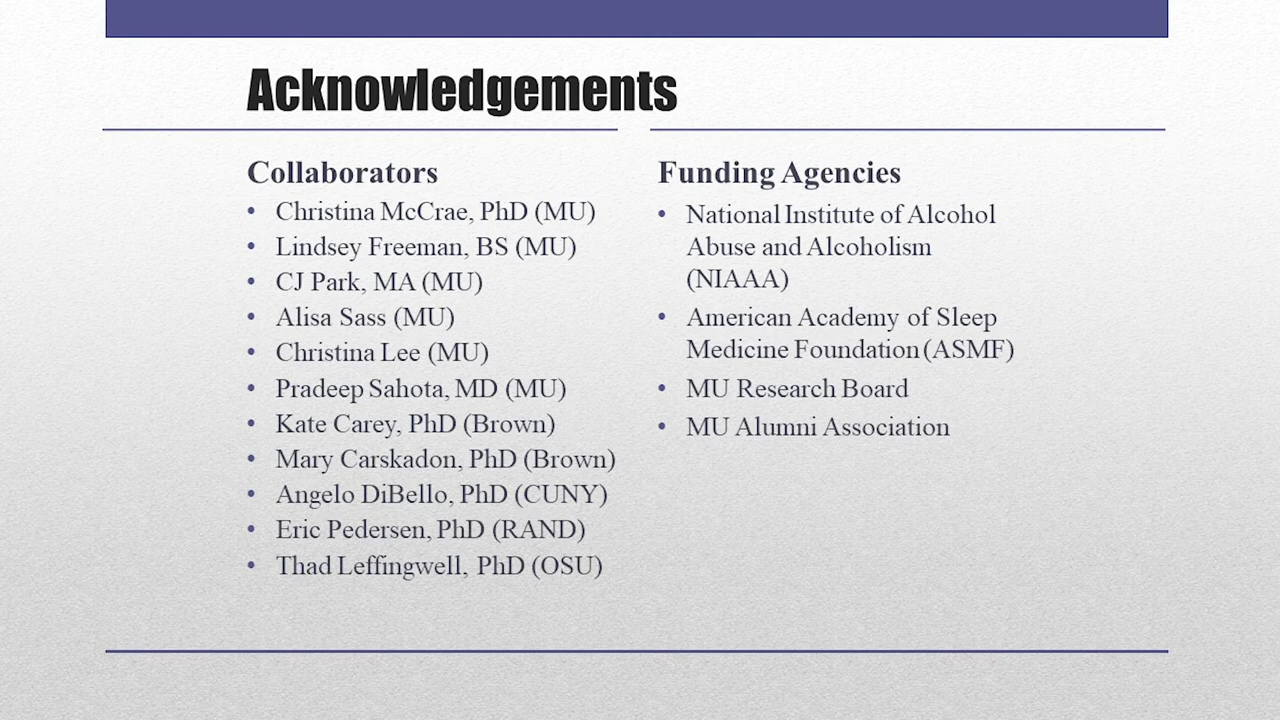 Acknowledgements
Collaborators
• Christina McCrae, PhD (MU)
• Lindsey Freeman, BS (MU)
• CJ Park, MA (MU)
• Alisa Sass (MU)
• Christina Lee (MU)
• Pradeep Sahota, MD (MU)
• Kate Carey, PhD (Brown)
• Mary Carskadon, PhD (Brown)
• Angelo DiBello, PhD (CUNY)
• Eric Pedersen, PhD (RAND)
• Thad Leffingwell, PhD (OSU)
Funding Agencies
• National Institute of Alcohol
Abuse and Alcoholism
(NIAAA)
• American Academy of Sleep
Medicine Foundation (ASMF)
• MU Research Board
• MU Alumni Association